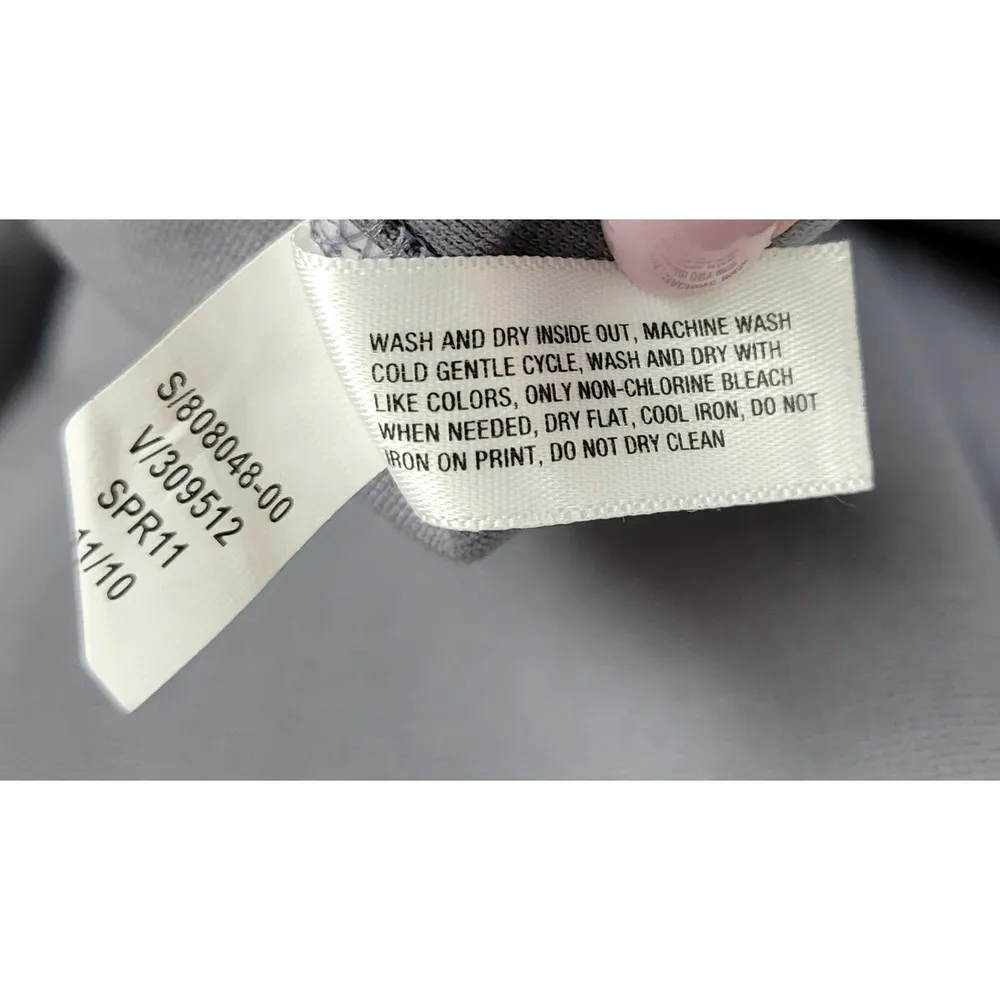 S/808048-00
V/309512
SPR11
11/10
WASH AND DRY INSIDE OUT, MACHINE WASH
COLD GENTLE CYCLE, WASH AND DRY WITH
LIKE COLORS, ONLY NON-CHLORINE BLEACH
WHEN NEEDED, DRY FLAT, COOL IRON, DO NOT
IRON ON PRINT, DO NOT DRY CLEAN